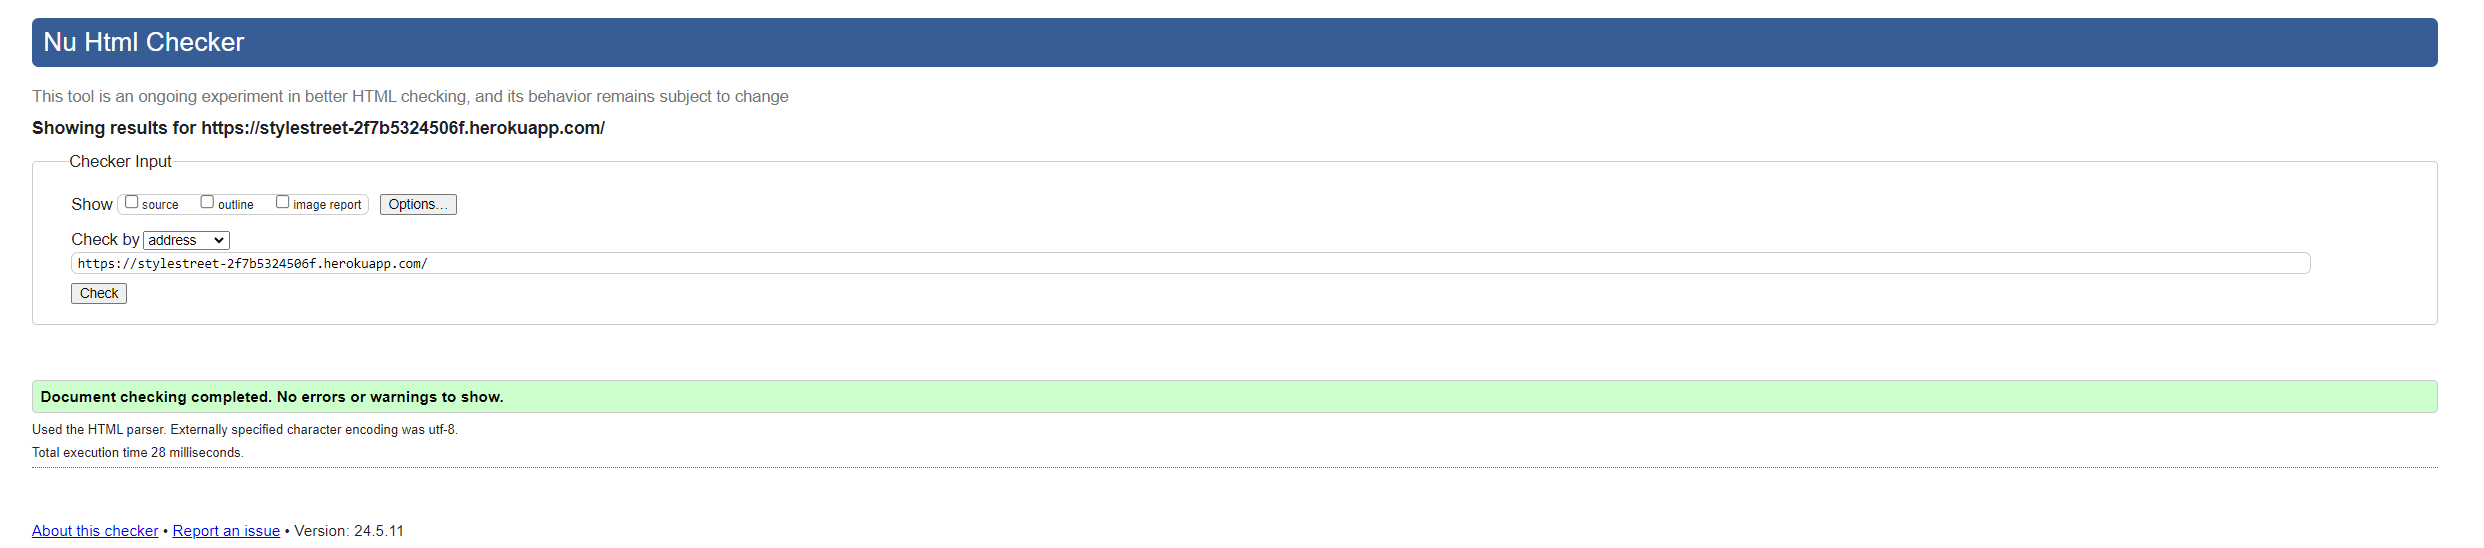 Nu Html Checker
This tool is an ongoing experiment in better HTML checking, and its behavior remains subject to change
Showing results for https://stylestreet-2f7b5324506f.herokuapp.com/
Checker Input
Show source outline image report Options...
Check by address
https://stylestreet-2f7b5324506f.herokuapp.com/
Check
Document checking completed. No errors or warnings to show.
Used the HTML parser. Externally specified character encoding was utf-8.
Total execution time 28 milliseconds.
About this checker • Report an issue • Version: 24.5.11